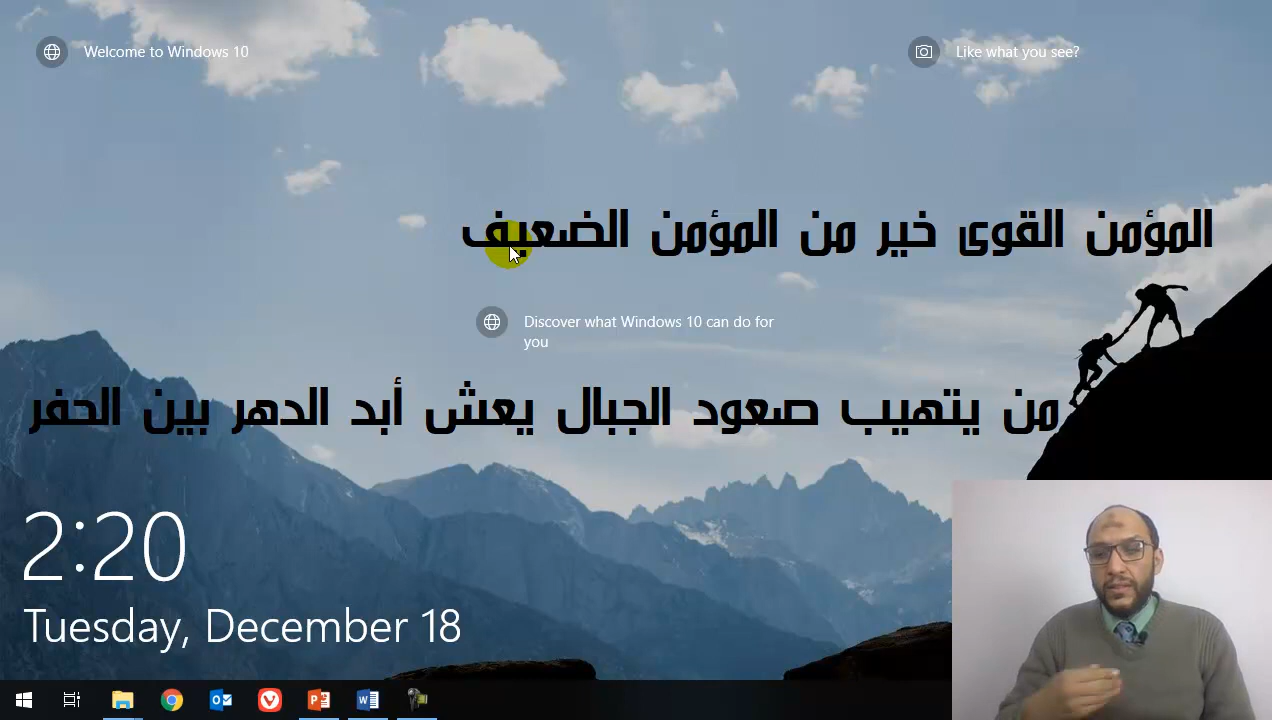 Welcome to Windows 10
Like what you see?
المؤمن القوى خير من المؤمن الضعيف
Discover what Windows 10 can do for
you
من يتهيب صعود الجبال يعش أبد الدهر بين الحفر
2:20
Tuesday, December 18